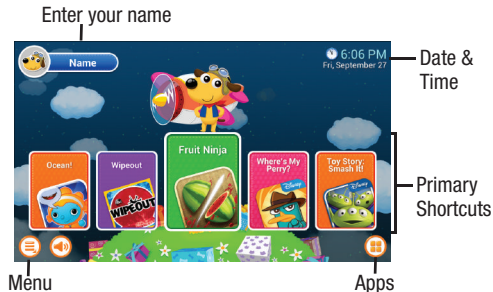 Enter your name
Name
6:06 PM
Fri, September 27
Date &
Time
Ocean!
Wipeout
Fruit Ninja
Where's My
Perry?
Toy Story:
Smash It!
WIPEOUT
Disney
Disney
Primary
Shortcuts
Menu
Apps